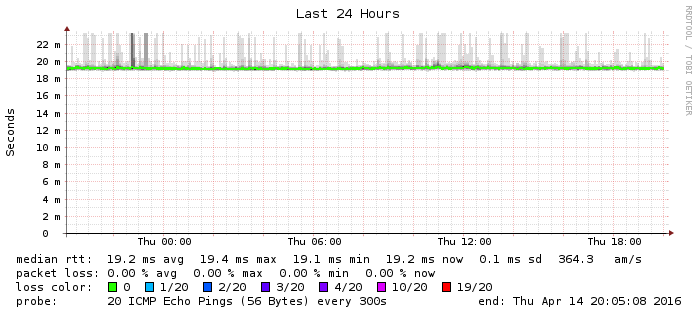 Last 24 Hours
RRDTOOL / TOBI OETIKER
Seconds
22 m
20 m
18 m
16 m
14 m
12 m
10 m
8 m
6 m
4 m
2 m
0
Thu 00:00 Thu 06:00 Thu 12:00 Thu 18:00
median rtt: 19.2 ms avg 19.4 ms max 19.1 ms min 19.2 ms now 0.1 ms sd 364.3 am/s
packet loss: 0.00 % avg 0.00 % max 0.00 % min 0.00 % now
loss color: 0 1/20 2/20 3/20 4/20 10/20 19/20
probe: 20 ICMP Echo Pings (56 Bytes) every 300s end: Thu Apr 14 20:05:08 2016